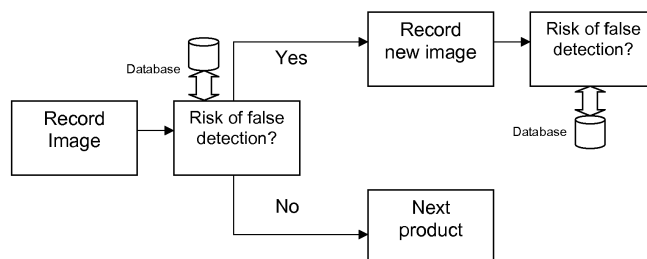 Record
Image
Database
Risk of false
detection?
Yes
Record
new image
Risk of false
detection?
Database
No
Next
product